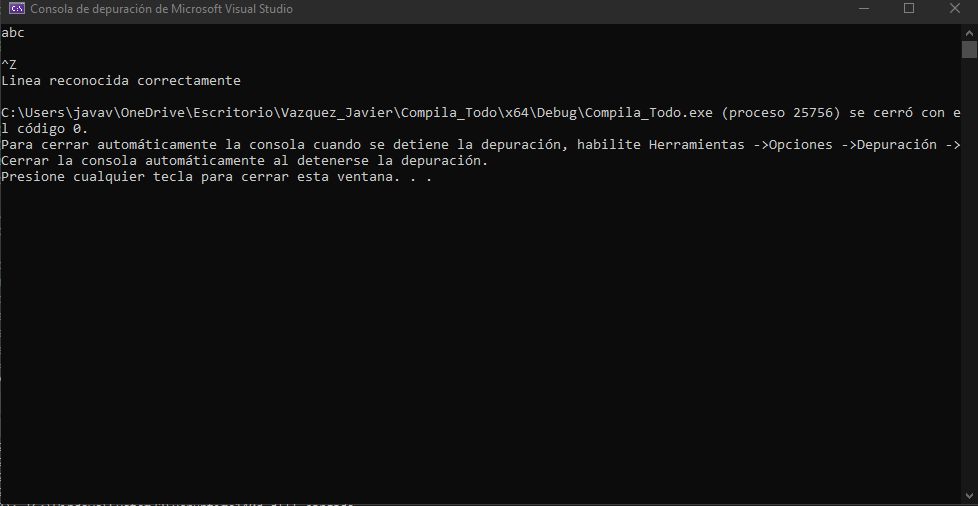 Consola de depuración de Microsoft Visual Studio
abc
^Z
Linea reconocida correctamente
C:\Users\javav\OneDrive\Escritorio\Vazquez_Javier\Compila_Todo\x64\Debug\Compila_Todo.exe (proceso 25756) se cerró con e
l código 0.
Para cerrar automáticamente la consola cuando se detiene la depuración, habilite Herramientas ->Opciones ->Depuración ->
Cerrar la consola automáticamente al detenerse la depuración.
Presione cualquier tecla para cerrar esta ventana. . .